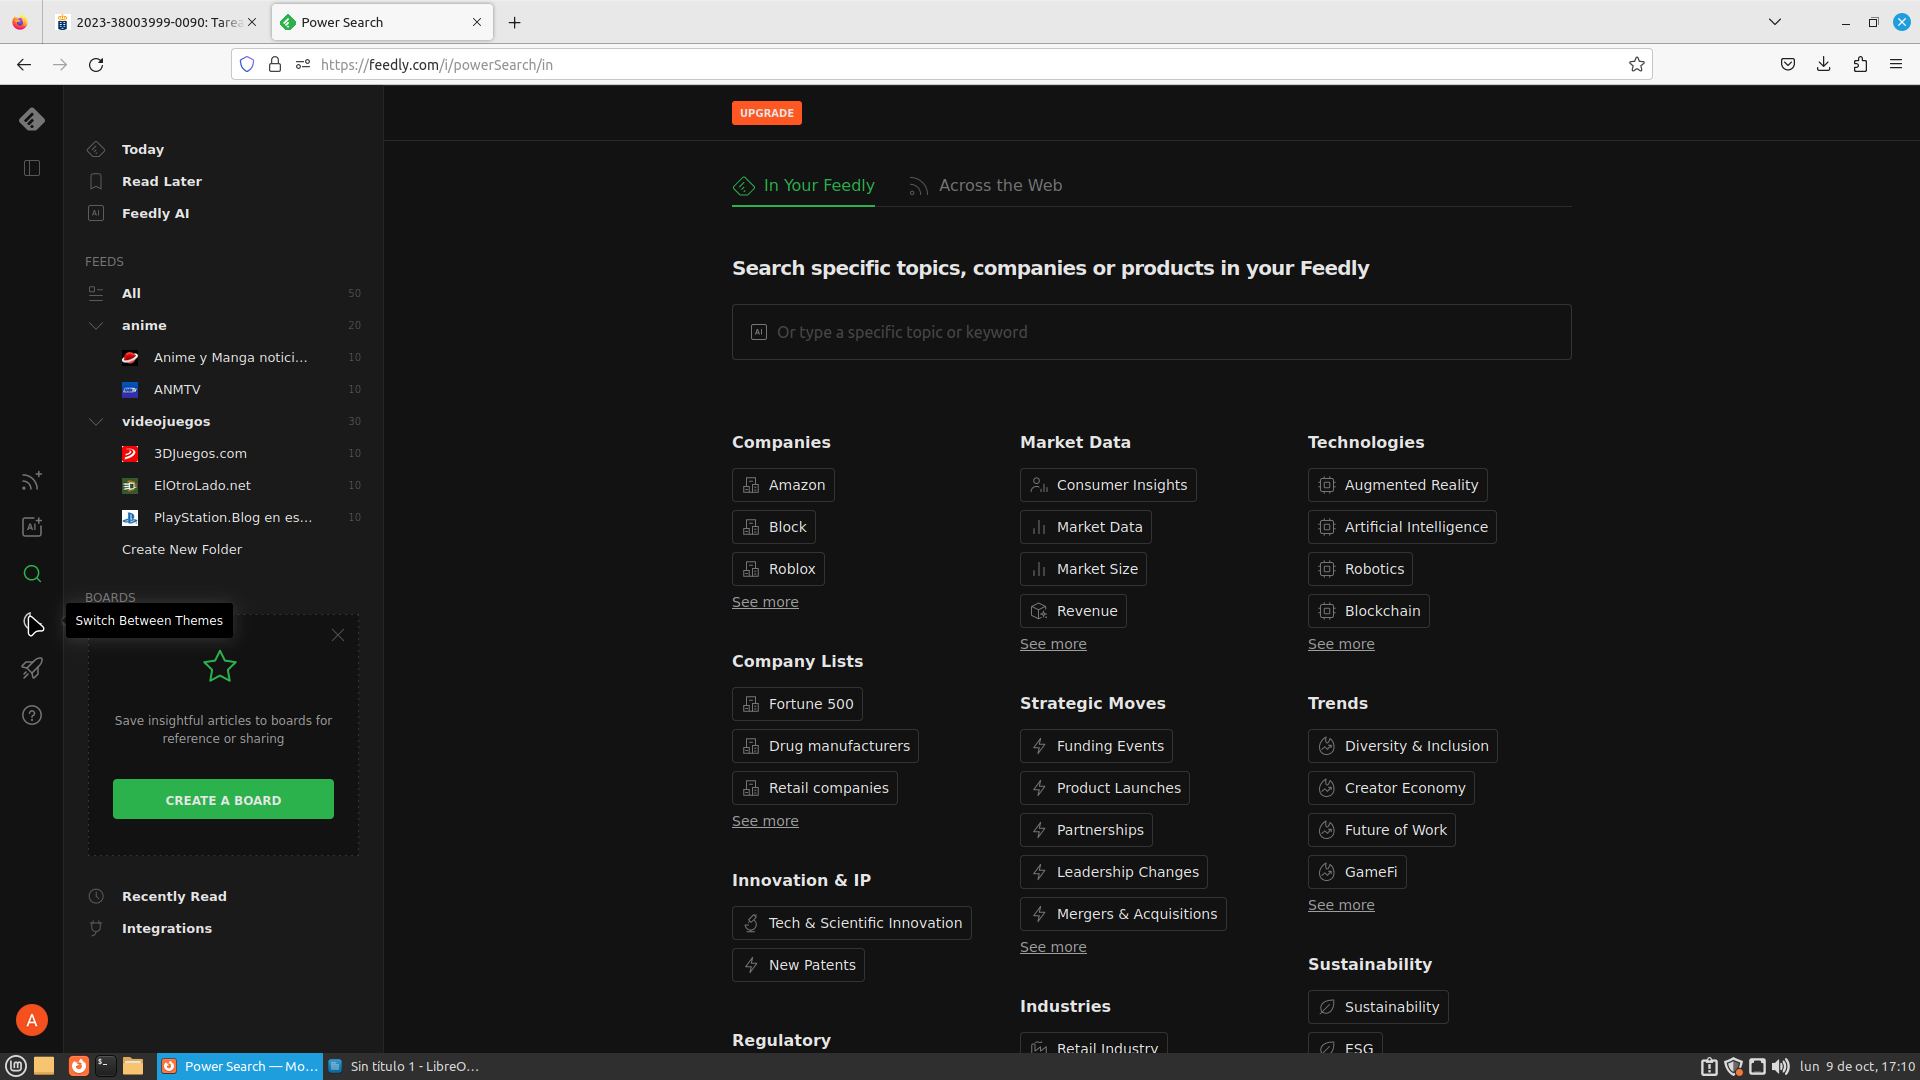 2023-38003999-0090: Tarea
Power Search
https://feedly.com/i/powerSearch/in
UPGRADE
Today
Read Later
AI Feedly AI
FEEDS
All 50
anime 20
Anime y Manga notici... 10
ANMTV 10
videojuegos 30
3DJuegos.com 10
ElOtroLado.net 10
PlayStation.Blog en es... 10
Create New Folder
BOARDS
AI
Switch Between Themes
Save insightful articles to boards for
reference or sharing
CREATE A BOARD
Recently Read
Integrations
A
In Your Feedly
Across the Web
Search specific topics, companies or products in your Feedly
AI Or type a specific topic or keyword
Companies
Amazon
Block
Roblox
See more
Company Lists
Fortune 500
Drug manufacturers
Retail companies
See more
Innovation & IP
Tech & Scientific Innovation
New Patents
Regulatory
Market Data
Consumer Insights
Market Data
Market Size
Revenue
See more
Strategic Moves
Funding Events
Product Launches
Partnerships
Leadership Changes
Mergers & Acquisitions
See more
Industries
Retail Industry
Technologies
Augmented Reality
Artificial Intelligence
Robotics
Blockchain
See more
Trends
Diversity & Inclusion
Creator Economy
Future of Work
GameFi
See more
Sustainability
Sustainability
ESG
Power Search — Mo...
Sin título 1 - LibreO...
lun 9 de oct, 17:10